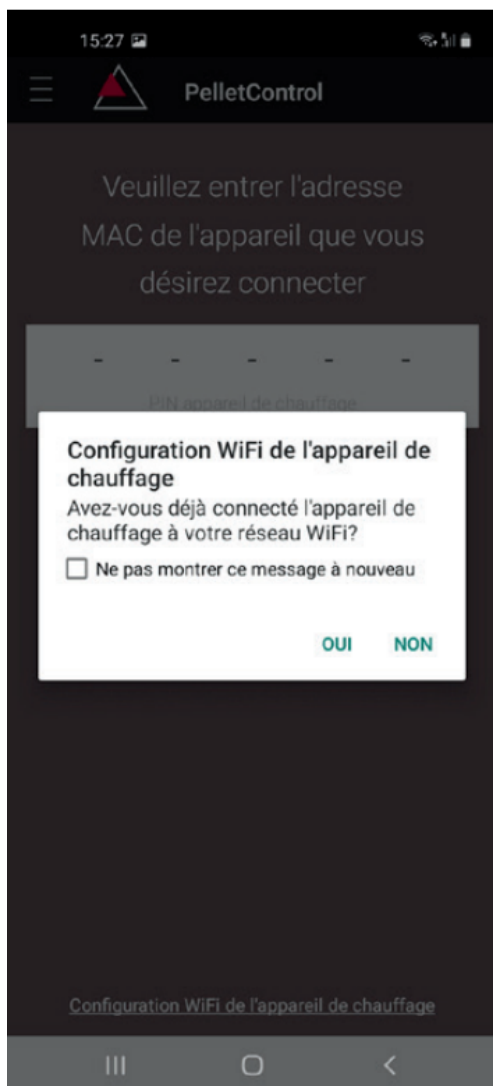 15:27
PelletControl
Veuillez entrer l'adresse
MAC de l'appareil que vous
désirez connecter
- - - - -
PIN appareil de chauffage
Configuration WiFi de l'appareil de
chauffage
Avez-vous déjà connecté l'appareil de
chauffage à votre réseau WiFi?
Ne pas montrer ce message à nouveau
OUI NON
Configuration WiFi de l'appareil de chauffage